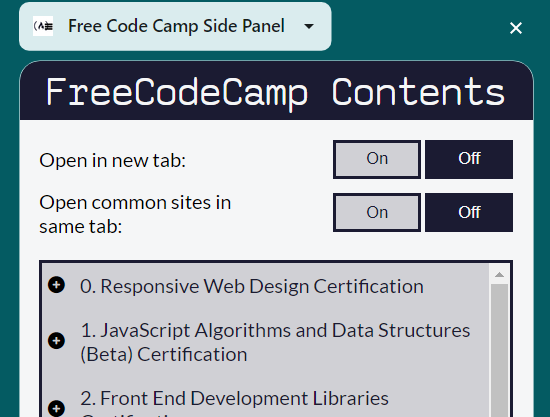 Free Code Camp Side Panel
FreeCodeCamp Contents
Open in new tab:
On
Off
Open common sites in
same tab:
On
Off
0. Responsive Web Design Certification
1. JavaScript Algorithms and Data Structures
(Beta) Certification
2. Front End Development Libraries